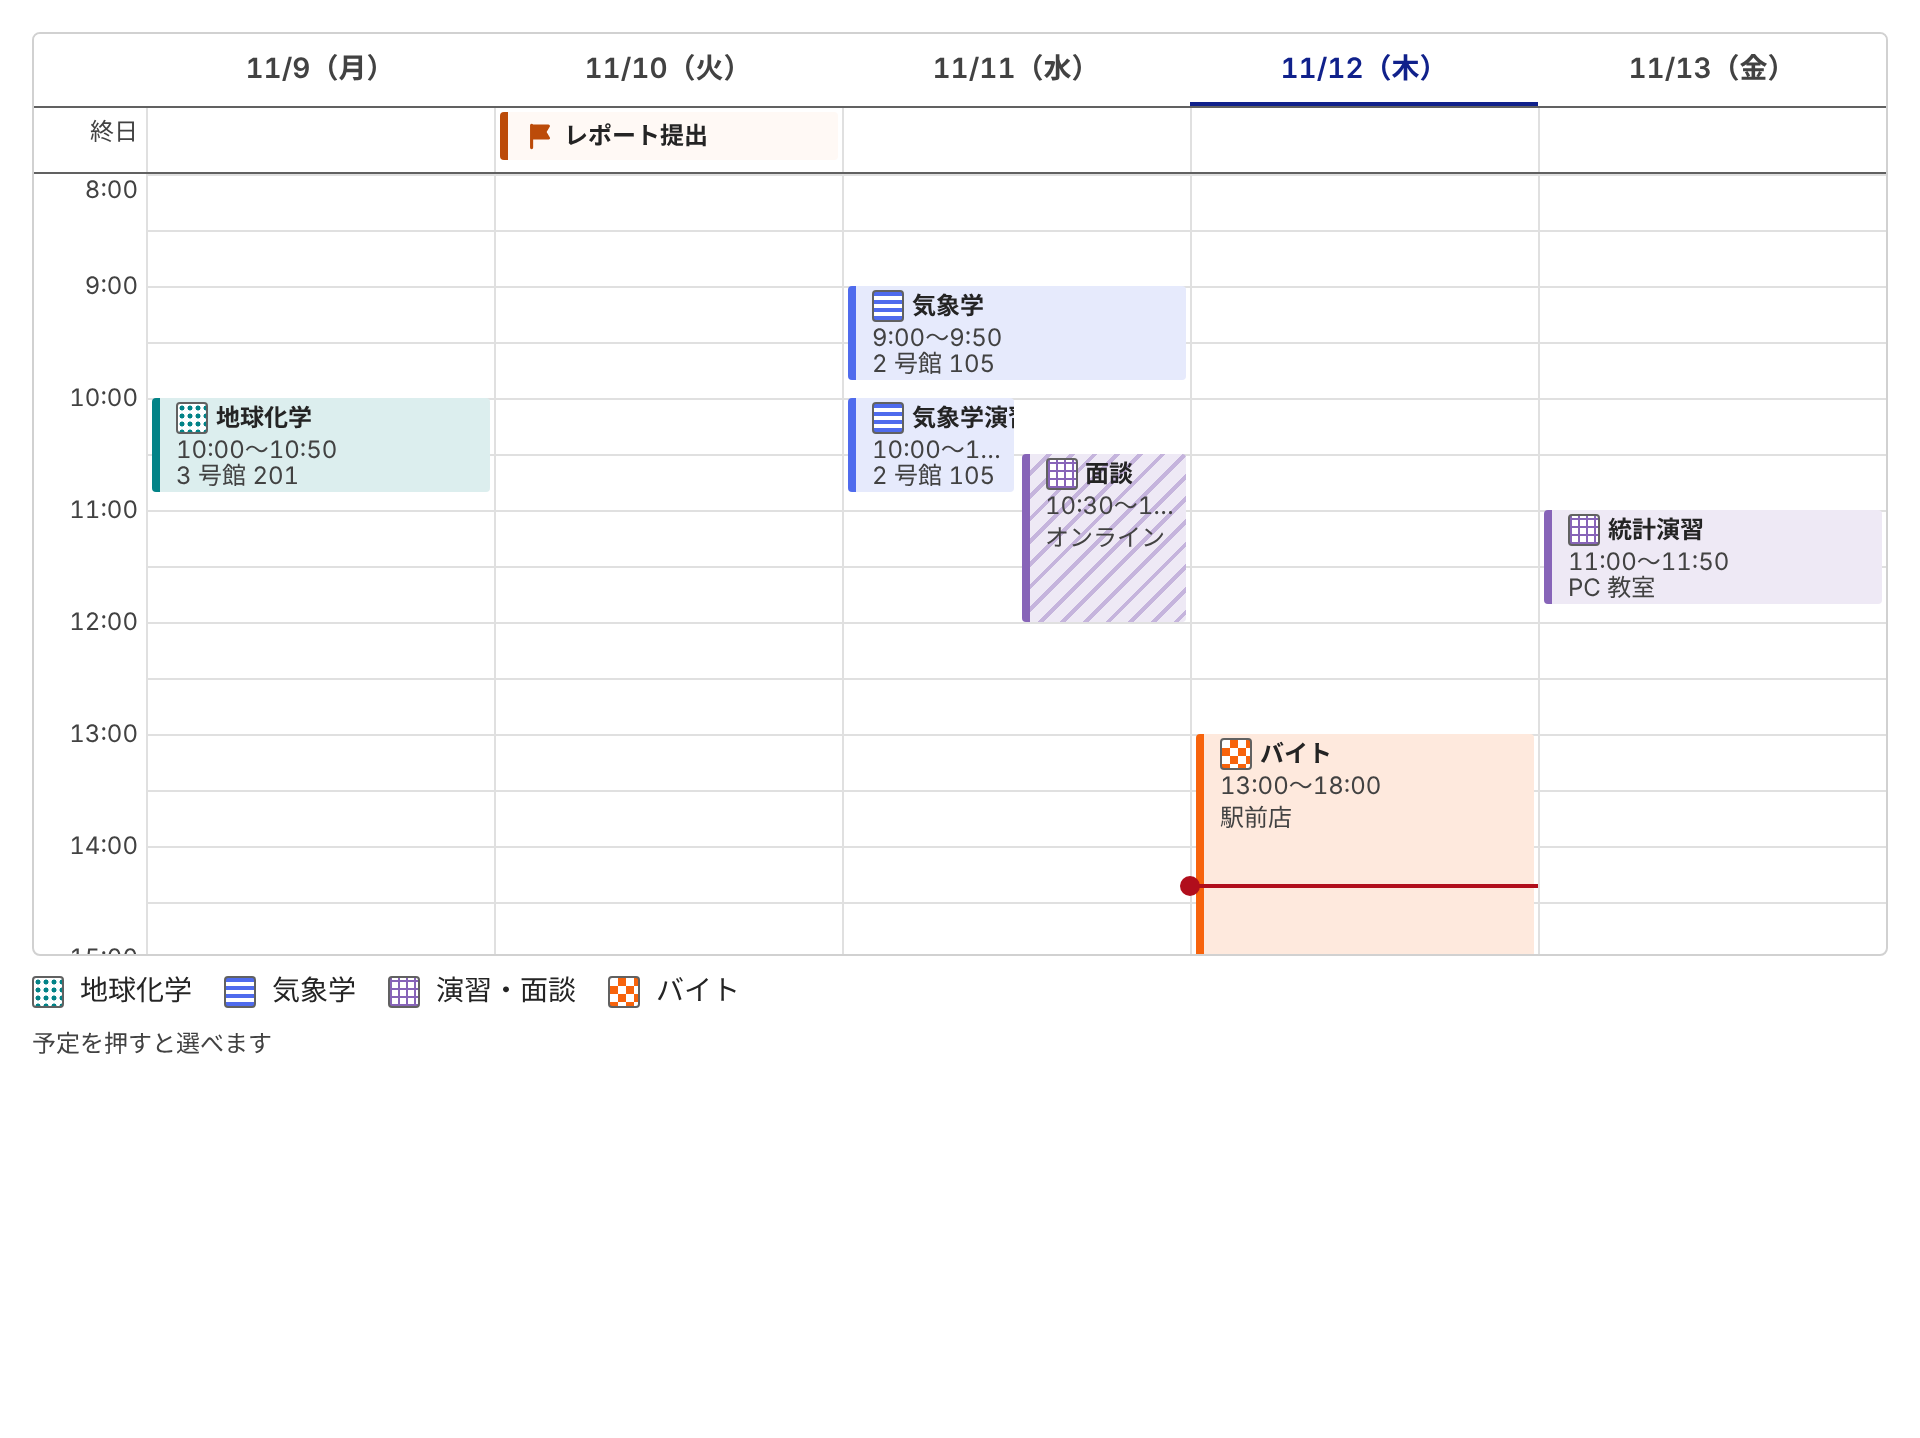 11/9（月）
11/10（火）
11/11（水）
11/12（木）
11/13（金）
終日
レポート提出
8:00
9:00
気象学
9:00〜9:50
2 号館 105
10:00
地球化学
10:00〜10:50
3 号館 201
気象学演
10:00〜1...
2 号館 105
面談
10:30〜1...
オンライン
11:00
統計演習
11:00〜11:50
PC 教室
12:00
13:00
バイト
13:00〜18:00
駅前店
14:00
地球化学
気象学
演習・面談
バイト
予定を押すと選べます